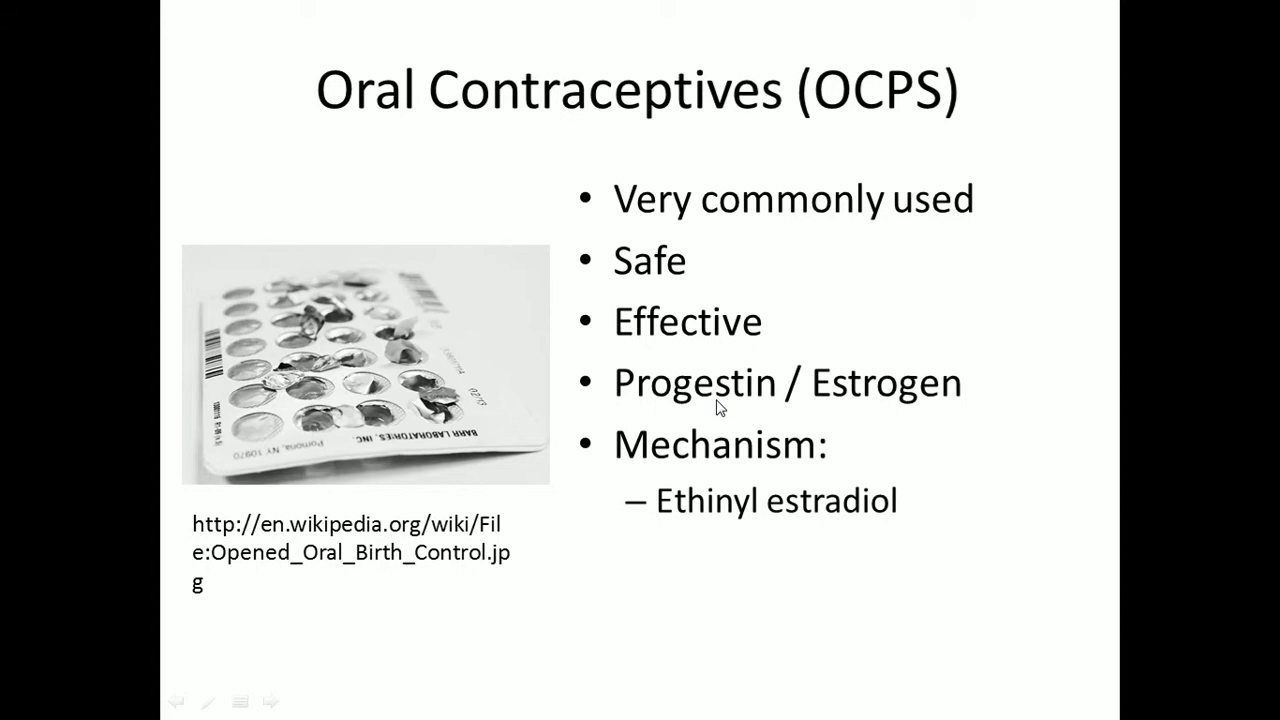 Oral Contraceptives (OCPS)
• Very commonly used
• Safe
• Effective
• Progestin / Estrogen
• Mechanism:
– Ethinyl estradiol
BARR LABORATORIES, INC.
Pomona, NY 10970
http://en.wikipedia.org/wiki/Fil
e:Opened_Oral_Birth_Control.jp
g